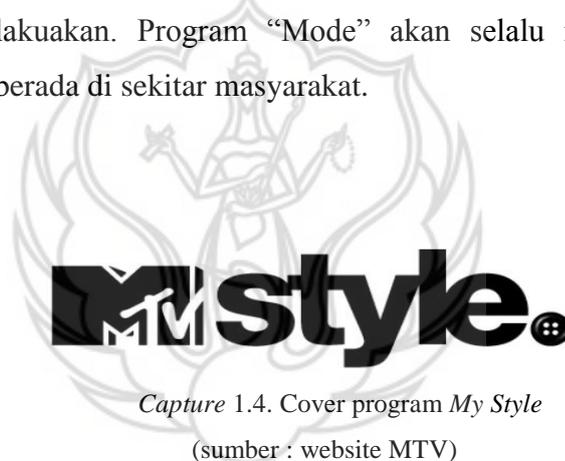 lakuakan. Program “Mode” akan selalu
berada di sekitar masyarakat.
MTV style.
Capture 1.4. Cover program My Style
(sumber : website MTV)